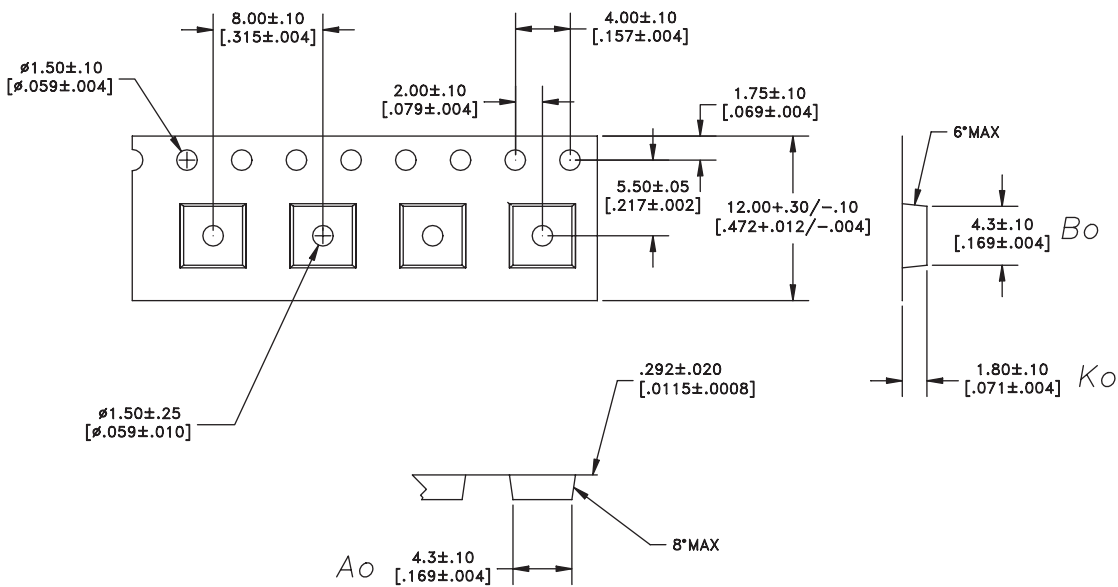 8.00±.10
[.315±.004]
4.00±.10
[.157±.004]
ø1.50±.10
[ø.059±.004]
2.00±.10
[.079±.004]
1.75±.10
[.069±.004]
6°MAX
5.50±.05
[.217±.002]
12.00+.30/-.10
[.472+.012/-.004]
4.3±.10
[.169±.004]
Bo
.292±.020
[.0115±.0008]
1.80±.10
[.071±.004]
Ko
ø1.50±.25
[ø.059±.010]
8°MAX
Ao
4.3±.10
[.169±.004]